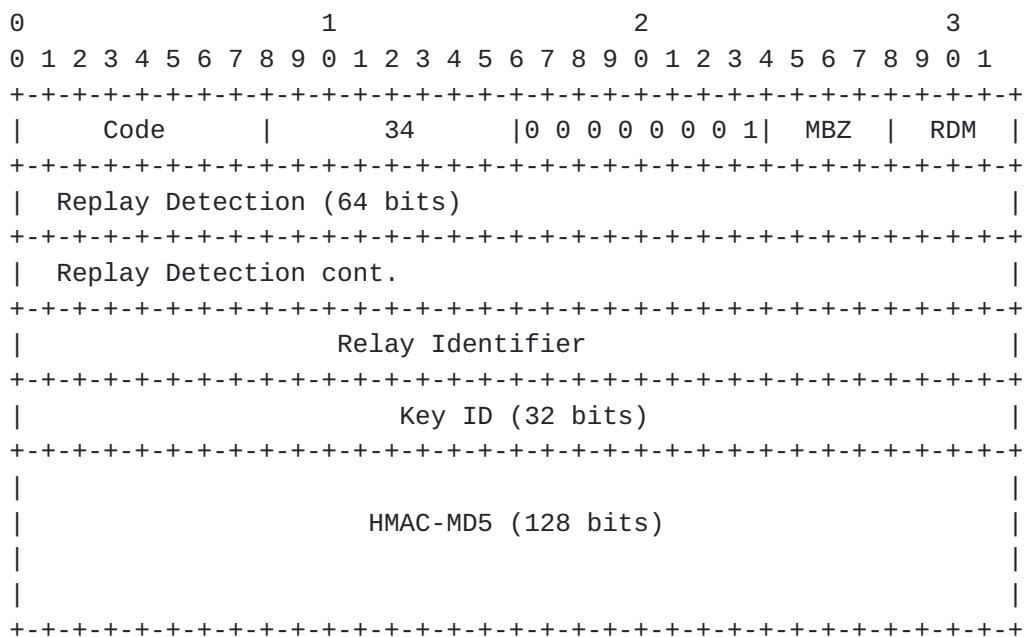 0                   1                   2                   3
0 1 2 3 4 5 6 7 8 9 0 1 2 3 4 5 6 7 8 9 0 1 2 3 4 5 6 7 8 9 0 1
+-+-+-+-+-+-+-+-+-+-+-+-+-+-+-+-+-+-+-+-+-+-+-+-+-+-+-+-+-+-+-+-+
|     Code      |       34      |0 0 0 0 0 0 0 1|  MBZ  |  RDM  |
+-+-+-+-+-+-+-+-+-+-+-+-+-+-+-+-+-+-+-+-+-+-+-+-+-+-+-+-+-+-+-+-+
|  Replay Detection (64 bits)                                   |
+-+-+-+-+-+-+-+-+-+-+-+-+-+-+-+-+-+-+-+-+-+-+-+-+-+-+-+-+-+-+-+-+
|  Replay Detection cont.                                       |
+-+-+-+-+-+-+-+-+-+-+-+-+-+-+-+-+-+-+-+-+-+-+-+-+-+-+-+-+-+-+-+-+
|                    Relay Identifier                           |
+-+-+-+-+-+-+-+-+-+-+-+-+-+-+-+-+-+-+-+-+-+-+-+-+-+-+-+-+-+-+-+-+
|                        Key ID (32 bits)                       |
+-+-+-+-+-+-+-+-+-+-+-+-+-+-+-+-+-+-+-+-+-+-+-+-+-+-+-+-+-+-+-+-+
|                                                               |
|                      HMAC-MD5 (128 bits)                      |
|                                                               |
|                                                               |
+-+-+-+-+-+-+-+-+-+-+-+-+-+-+-+-+-+-+-+-+-+-+-+-+-+-+-+-+-+-+-+-+